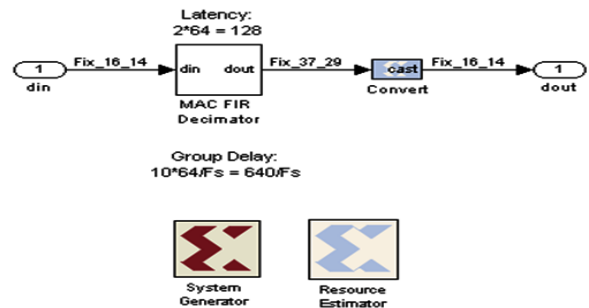 Latency:
2*64 = 128
1
din
Fix_16_14
din
dout
MAC FIR
Decimator
Fix_37_29
cast
Convert
Fix_16_14
1
dout
Group Delay:
10*64/Fs = 640/Fs
System
Generator
Resource
Estimator